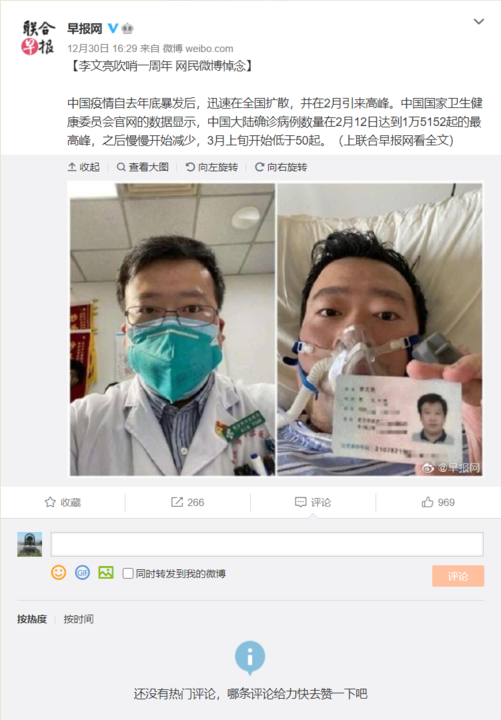 联合
早报
早报网
12月30日 16:29 来自 微博 weibo.com
【李文亮吹哨一周年 网民微博悼念】
中国疫情自去年底暴发后，迅速在全国扩散，并在2月引来高峰。中国国家卫生健
康委员会官网的数据显示，中国大陆确诊病例数量在2月12日达到1万5152起的最
高峰，之后慢慢开始减少，3月上旬开始低于50起。（上联合早报网看全文）
收起 查看大图 向左旋转 向右旋转
@早报网
收藏 266 评论 969
GIF 同时转发到我的微博 评论
按热度 按时间
还没有热门评论，哪条评论给力快去赞一下吧